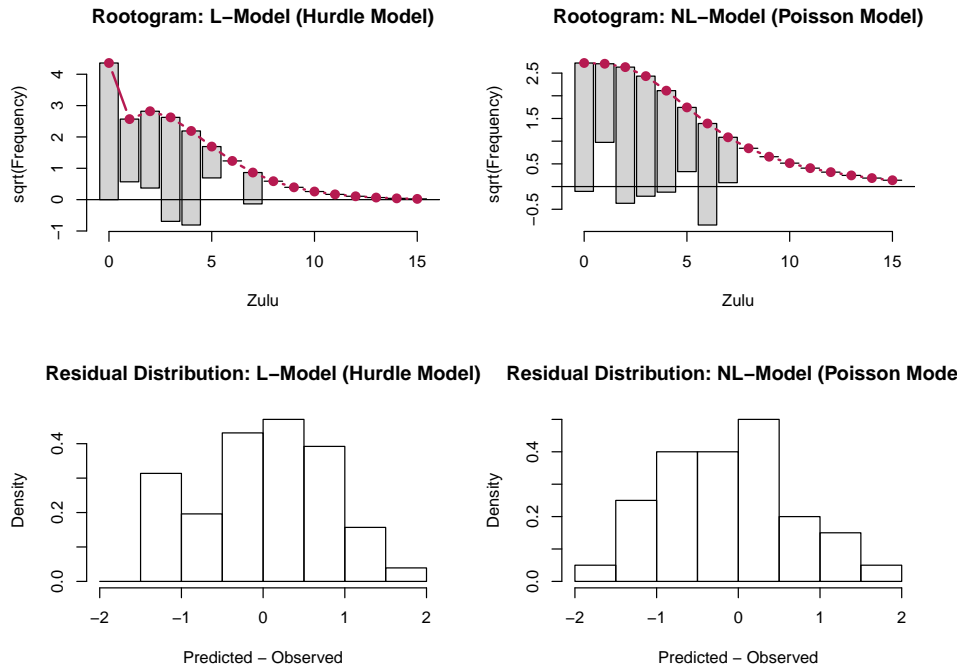 Rootogram: L−Model (Hurdle Model)
sqrt(Frequency)
4
3
2
1
0
−1
0
5
10
15
Zulu
Rootogram: NL−Model (Poisson Model)
sqrt(Frequency)
2.5
1.5
0.5
−0.5
0
5
10
15
Zulu
Residual Distribution: L−Model (Hurdle Model)
Density
0.4
0.2
0.0
−2
−1
0
1
2
Predicted − Observed
Residual Distribution: NL−Model (Poisson Mode
Density
0.4
0.2
0.0
−2
−1
0
1
2
Predicted − Observed